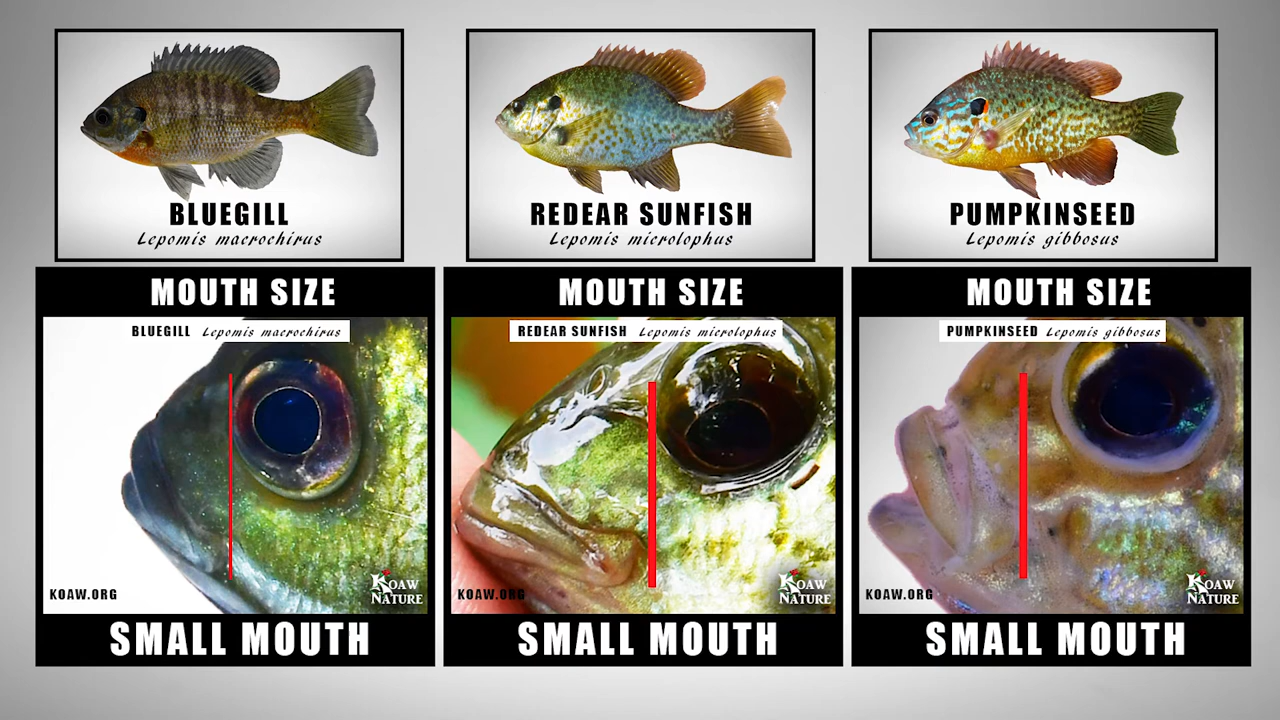 BLUEGILL
Lepomis macrochirus
REDEAR SUNFISH
Lepomis microlophus
PUMPKINSEED
Lepomis gibbosus
MOUTH SIZE
BLUEGILL Lepomis macrochirus
KOAW.ORG
KOAW
NATURE
SMALL MOUTH
MOUTH SIZE
REDEAR SUNFISH Lepomis microlophus
KOAW.ORG
KOAW
NATURE
SMALL MOUTH
MOUTH SIZE
PUMPKINSEED Lepomis gibbosus
KOAW.ORG
KOAW
NATURE
SMALL MOUTH